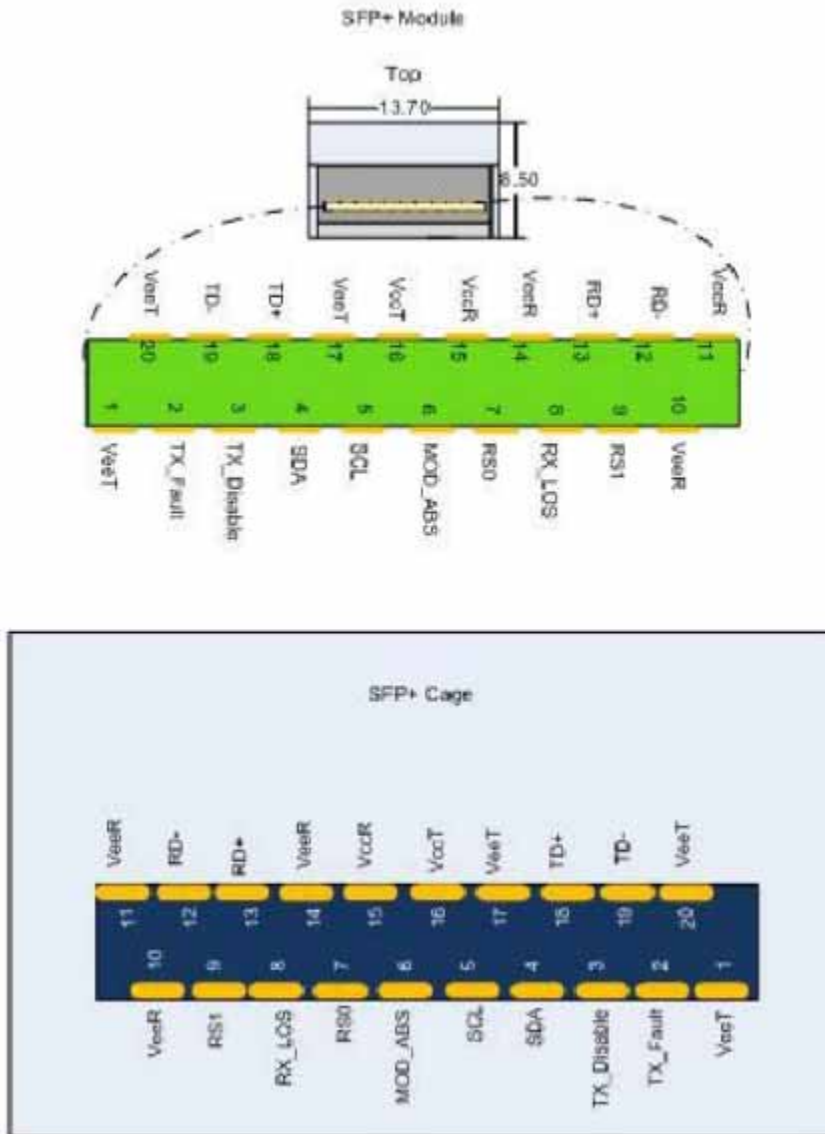 SFP+ Module
Top
13.70
8.50
VeeT TD- TD+ VeeT VccT VccR VeeR RD+ RD- VeeR
20 19 18 17 16 15 14 13 12 11
1 2 3 4 5 6 7 8 9 10
VeeT TX_Fault TX_Disable SDA SCL MOD_ABS RS0 RX_LOS RS1 VeeR
SFP+ Cage
VeeR RD- RD+ VeeR VccR VccT VeeT TD+ TD- VeeT
11 12 13 14 15 16 17 18 19 20
10 9 8 7 6 5 4 3 2 1
VeeR RS1 RX_LOS RS0 MOD_ABS SCL SDA TX_Disable TX_Fault VeeT